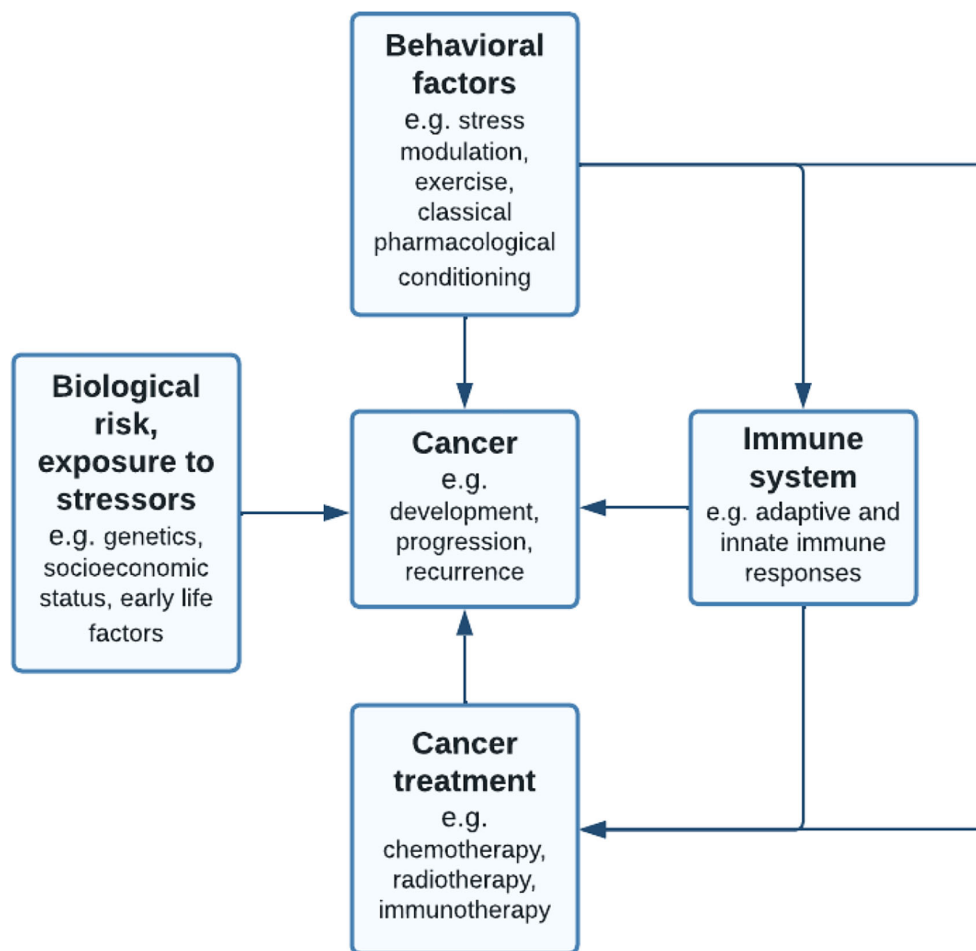 Behavioral
factors
e.g. stress
modulation,
exercise,
classical
pharmacological
conditioning
Biological
risk,
exposure to
stressors
e.g. genetics,
socioeconomic
status, early life
factors
Cancer
e.g.
development,
progression,
recurrence
Immune
system
e.g. adaptive and
innate immune
responses
Cancer
treatment
e.g.
chemotherapy,
radiotherapy,
immunotherapy